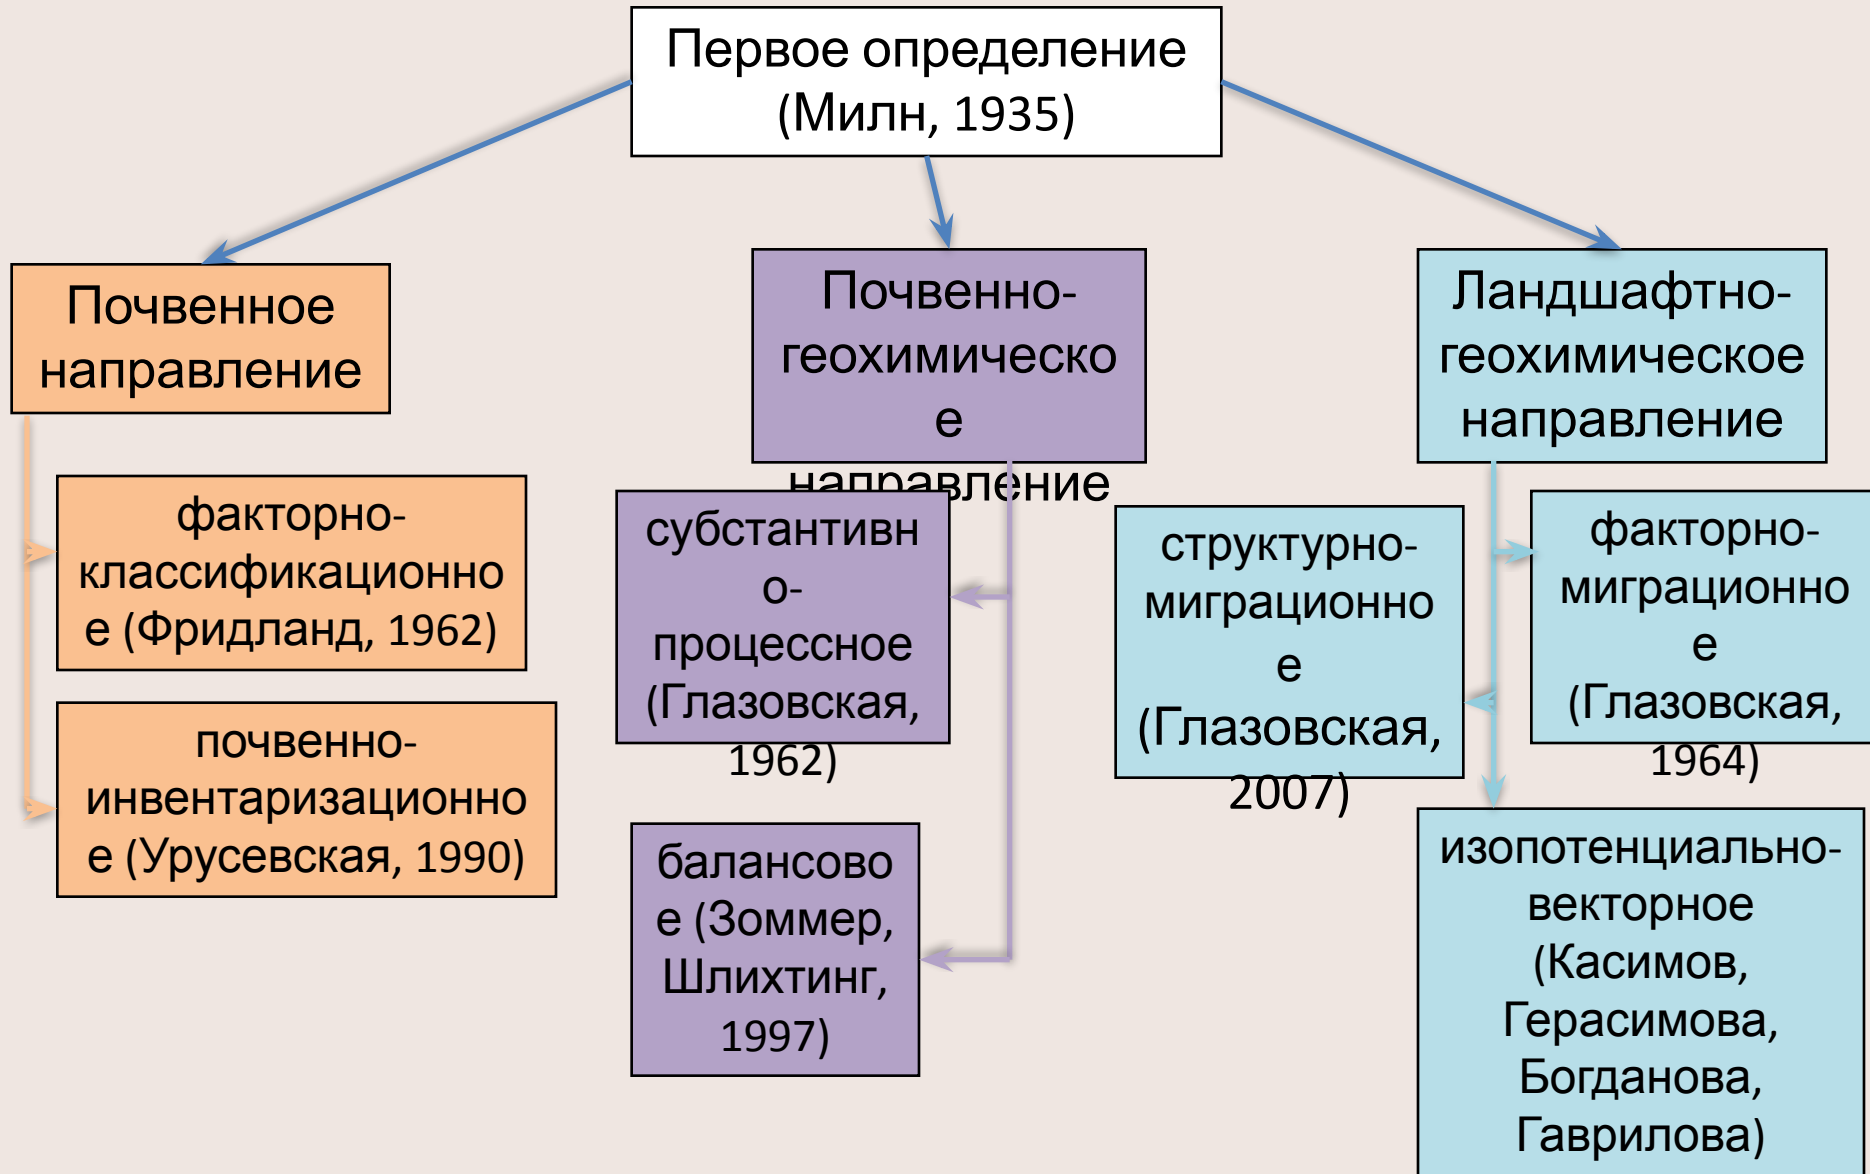 Первое определение
(Милн, 1935)
Почвенное
направление
факторно-
классификационно
е (Фридланд, 1962)
почвенно-
инвентаризационно
е (Урусевская, 1990)
Почвенно-
геохимическо
е
направление
субстантивн
о-
процессное
(Глазовская,
1962)
балансово
е (Зоммер,
Шлихтинг,
1997)
Ландшафтно-
геохимическое
направление
структурно-
миграционно
е
(Глазовская,
2007)
факторно-
миграционно
е
(Глазовская,
1964)
изопотенциально-
векторное
(Касимов,
Герасимова,
Богданова,
Гаврилова)